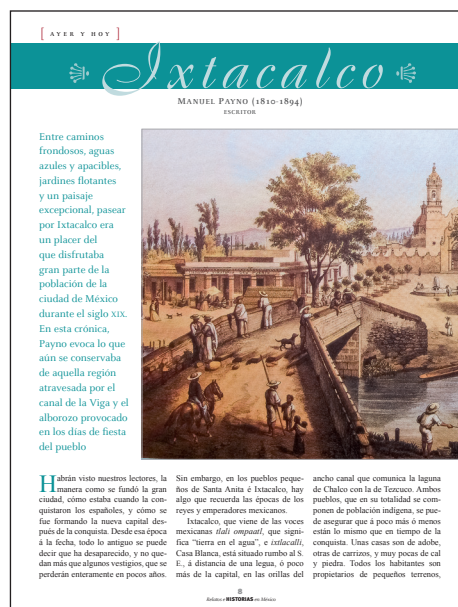 [ AYER Y HOY ]
Ixtacalco
MANUEL PAYNO (1810-1894)
ESCRITOR
Entre caminos
frondosos, aguas
azules y apacibles,
jardines flotantes
y un paisaje
excepcional, pasear
por Ixtacalco era
un placer del
que disfrutaba
gran parte de la
población de la
ciudad de México
durante el siglo XIX.
En esta crónica,
Payno evoca lo que
aún se conservaba
de aquella región
atravesada por el
canal de la Viga y el
alborozo provocado
en los días de fiesta
del pueblo
Habrán visto nuestros lectores, la
manera como se fundó la gran
ciudad, cómo estaba cuando la con-
quistaron los españoles, y cómo se
fue formando la nueva capital des-
pués de la conquista. Desde esa época
á la fecha, todo lo antiguo se puede
decir que ha desaparecido, y no que-
dan más que algunos vestigios, que se
perderán enteramente en pocos años.
Sin embargo, en los pueblos peque-
ños de Santa Anita é Ixtacalco, hay
algo que recuerda las épocas de los
reyes y emperadores mexicanos.
Ixtacalco, que viene de las voces
mexicanas tlali ompaatl, que signi-
fica "tierra en el agua", e ixtlacalli,
Casa Blanca, está situado rumbo al S.
E., á distancia de una legua, ó poco
más de la capital, en las orillas del
ancho canal que comunica la laguna
de Chalco con la de Tezcuco. Ambos
pueblos, que en su totalidad se com-
ponen de población indígena, se pue-
de asegurar que á poco más ó menos
están lo mismo que en tiempo de la
conquista. Unas casas son de adobe,
otras de carrizos, y muy pocas de cal
y piedra. Todos los habitantes son
propietarios de pequeños terrenos,
8
Relatos e HISTORIAS en México